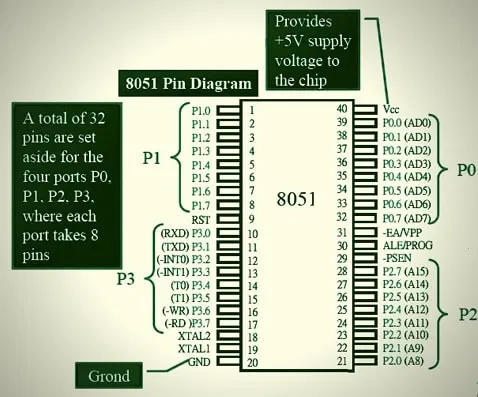 Provides
+5V supply
voltage to
the chip
8051 Pin Diagram
A total of 32
pins are set
aside for the
four ports P0,
P1, P2, P3,
where each
port takes 8
pins
P1
P3
P1.0
P1.1
P1.2
P1.3
P1.4
P1.5
P1.6
P1.7
RST
(RXD) P3.0
(TXD) P3.1
(-INT0) P3.2
(-INT1) P3.3
(T0) P3.4
(T1) P3.5
(-WR) P3.6
(-RD )P3.7
XTAL2
XTAL1
GND
1
2
3
4
5
6
7
8
9
10
11
12
13
14
15
16
17
18
19
20
8051
40
39
38
37
36
35
34
33
32
31
30
29
28
27
26
25
24
23
22
21
Vcc
P0.0 (AD0)
P0.1 (AD1)
P0.2 (AD2)
P0.3 (AD3)
P0.4 (AD4)
P0.5 (AD5)
P0.6 (AD6)
P0.7 (AD7)
-EA/VPP
ALE/PROG
-PSEN
P2.7 (A15)
P2.6 (A14)
P2.5 (A13)
P2.4 (A12)
P2.3 (A11)
P2.2 (A10)
P2.1 (A9)
P2.0 (A8)
P0
P2
Grond